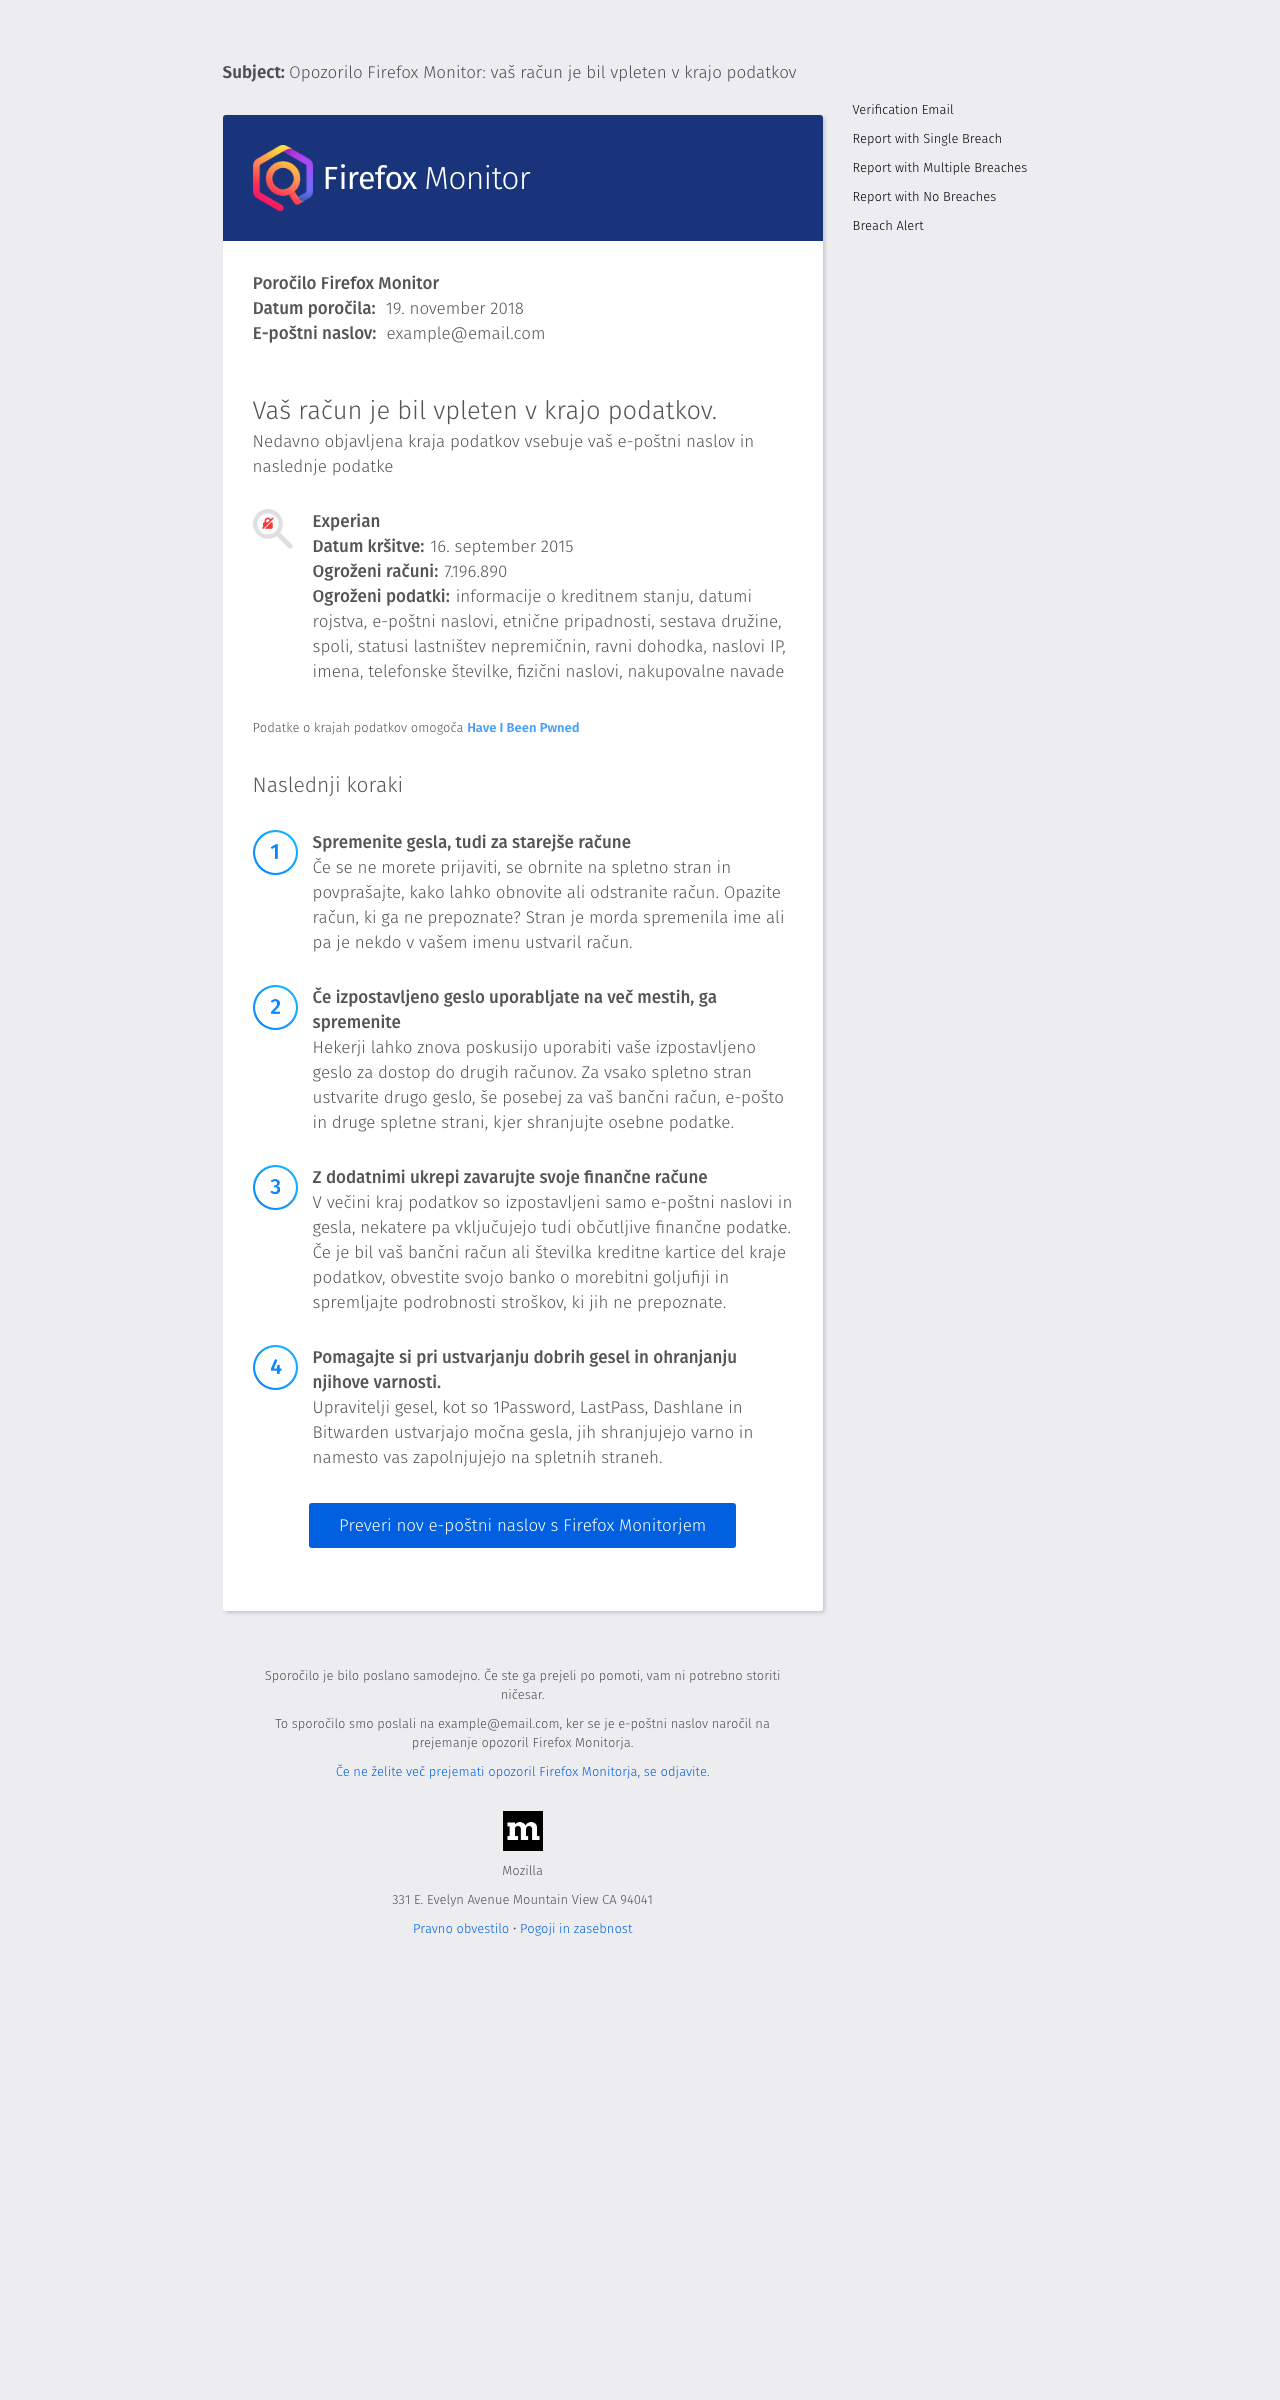 Subject: Opozorilo Firefox Monitor: vaš račun je bil vpleten v krajo podatkov
Verification Email
Report with Single Breach
Report with Multiple Breaches
Report with No Breaches
Breach Alert
Firefox Monitor
Poročilo Firefox Monitor
Datum poročila: 19. november 2018
E-poštni naslov: example@email.com
Vaš račun je bil vpleten v krajo podatkov.
Nedavno objavljena kraja podatkov vsebuje vaš e-poštni naslov in
naslednje podatke
Experian
Datum kršitve: 16. september 2015
Ogroženi računi: 7.196.890
Ogroženi podatki: informacije o kreditnem stanju, datumi
rojstva, e-poštni naslovi, etnične pripadnosti, sestava družine,
spoli, statusi lastništev nepremičnin, ravni dohodka, naslovi IP,
imena, telefonske številke, fizični naslovi, nakupovalne navade
Podatke o krajah podatkov omogoča Have I Been Pwned
Naslednji koraki
1
Spremenite gesla, tudi za starejše račune
Če se ne morete prijaviti, se obrnite na spletno stran in
povprašajte, kako lahko obnovite ali odstranite račun. Opazite
račun, ki ga ne prepoznate? Stran je morda spremenila ime ali
pa je nekdo v vašem imenu ustvaril račun.
2
Če izpostavljeno geslo uporabljate na več mestih, ga
spremenite
Hekerji lahko znova poskusijo uporabiti vaše izpostavljeno
geslo za dostop do drugih računov. Za vsako spletno stran
ustvarite drugo geslo, še posebej za vaš bančni račun, e-pošto
in druge spletne strani, kjer shranjujte osebne podatke.
3
Z dodatnimi ukrepi zavarujte svoje finančne račune
V večini kraj podatkov so izpostavljeni samo e-poštni naslovi in
gesla, nekatere pa vključujejo tudi občutljive finančne podatke.
Če je bil vaš bančni račun ali številka kreditne kartice del kraje
podatkov, obvestite svojo banko o morebitni goljufiji in
spremljajte podrobnosti stroškov, ki jih ne prepoznate.
4
Pomagajte si pri ustvarjanju dobrih gesel in ohranjanju
njihove varnosti.
Upravitelji gesel, kot so 1Password, LastPass, Dashlane in
Bitwarden ustvarjajo močna gesla, jih shranjujejo varno in
namesto vas zapolnjujejo na spletnih straneh.
Preveri nov e-poštni naslov s Firefox Monitorjem
Sporočilo je bilo poslano samodejno. Če ste ga prejeli po pomoti, vam ni potrebno storiti
ničesar.
To sporočilo smo poslali na example@email.com, ker se je e-poštni naslov naročil na
prejemanje opozoril Firefox Monitorja.
Če ne želite več prejemati opozoril Firefox Monitorja, se odjavite.
m
Mozilla
331 E. Evelyn Avenue Mountain View CA 94041
Pravno obvestilo • Pogoji in zasebnost